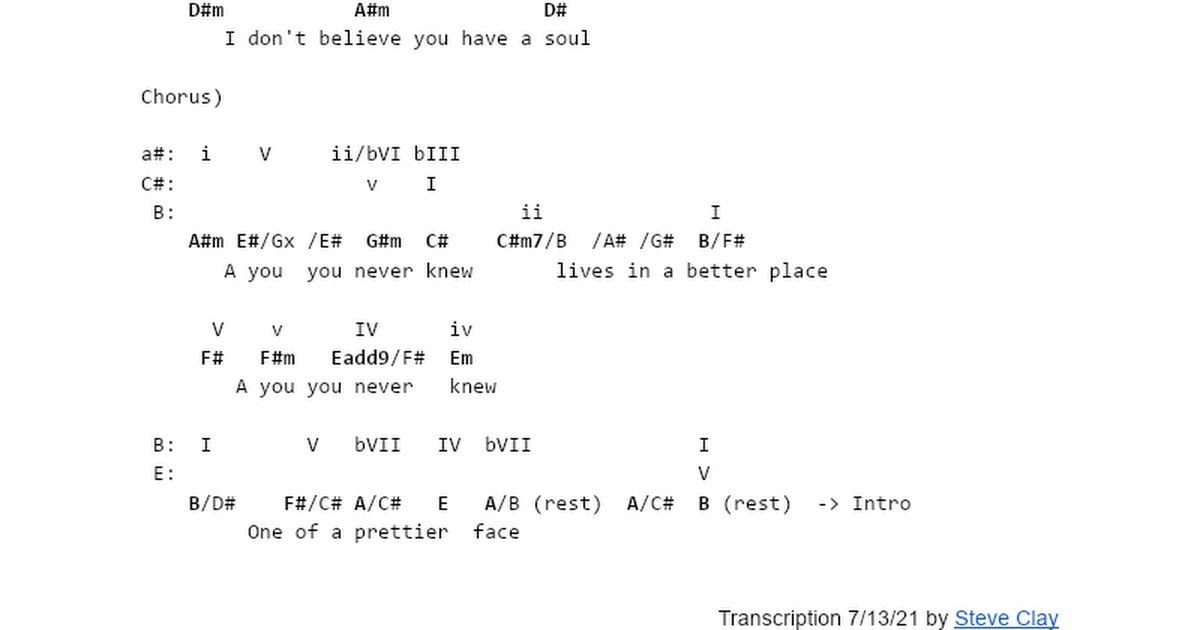 D#m A#m D#
I don't believe you have a soul
Chorus)
a#: i V ii/bVI bIII
C#: v I
B: ii I
A#m E#/Gx /E# G#m C# C#m7/B /A# /G# B/F#
A you you never knew lives in a better place
V v IV iv
F# F#m Eadd9/F# Em
A you you never knew
B: I V bVII IV bVII I
E: V
B/D# F#/C# A/C# E A/B (rest) A/C# B (rest) -> Intro
One of a prettier face
Transcription 7/13/21 by Steve Clay